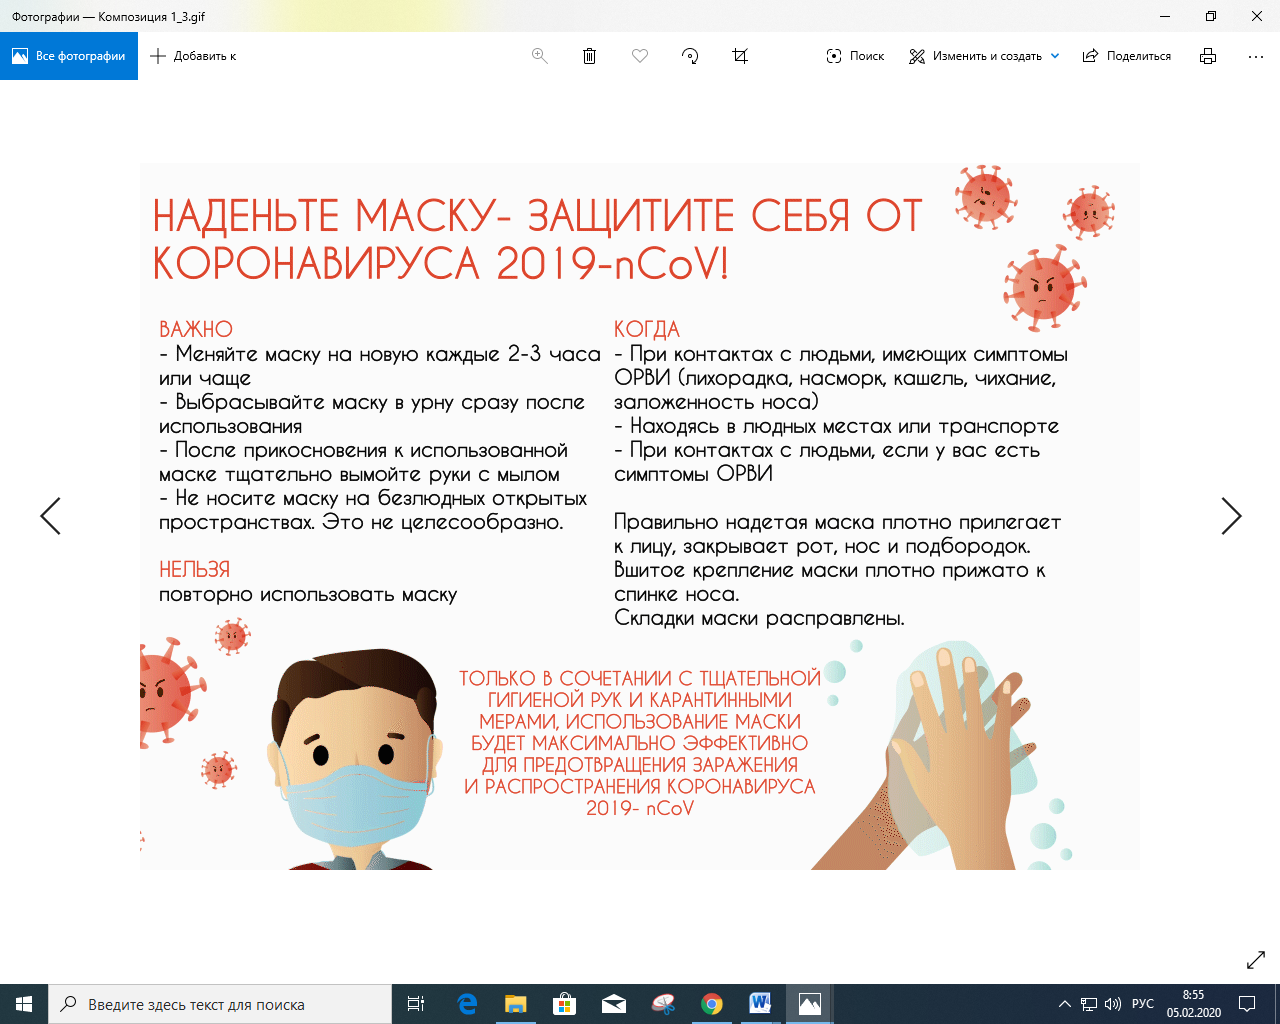 Фотографии — Композиция 1_3.gif
Все фотографии
Добавить к
Поиск
Изменить и создать
Поделиться
НАДЕНЬТЕ МАСКУ- ЗАЩИТИТЕ СЕБЯ ОТ
КОРОНАВИРУСА 2019-nCoV!
ВАЖНО
- Меняйте маску на новую каждые 2-3 часа
или чаще
- Выбрасывайте маску в урну сразу после
использования
- После прикосновения к использованной
маске тщательно вымойте руки с мылом
- Не носите маску на безлюдных открытых
пространствах. Это не целесообразно.
НЕЛЬЗЯ
повторно использовать маску
КОГДА
- При контактах с людьми, имеющих симптомы
ОРВИ (лихорадка, насморк, кашель, чихание,
заложенность носа)
- Находясь в людных местах или транспорте
- При контактах с людьми, если у вас есть
симптомы ОРВИ
Правильно надетая маска плотно прилегает
к лицу, закрывает рот, нос и подбородок.
Вшитое крепление маски плотно прижато к
спинке носа.
Складки маски расправлены.
ТОЛЬКО В СОЧЕТАНИИ С ТЩАТЕЛЬНОЙ
ГИГИЕНОЙ РУК И КАРАНТИННЫМИ
МЕРАМИ, ИСПОЛЬЗОВАНИЕ МАСКИ
БУДЕТ МАКСИМАЛЬНО ЭФФЕКТИВНО
ДЛЯ ПРЕДОТВРАЩЕНИЯ ЗАРАЖЕНИЯ
И РАСПРОСТРАНЕНИЯ КОРОНАВИРУСА
2019- nCoV
Введите здесь текст для поиска
РУС
8:55
05.02.2020